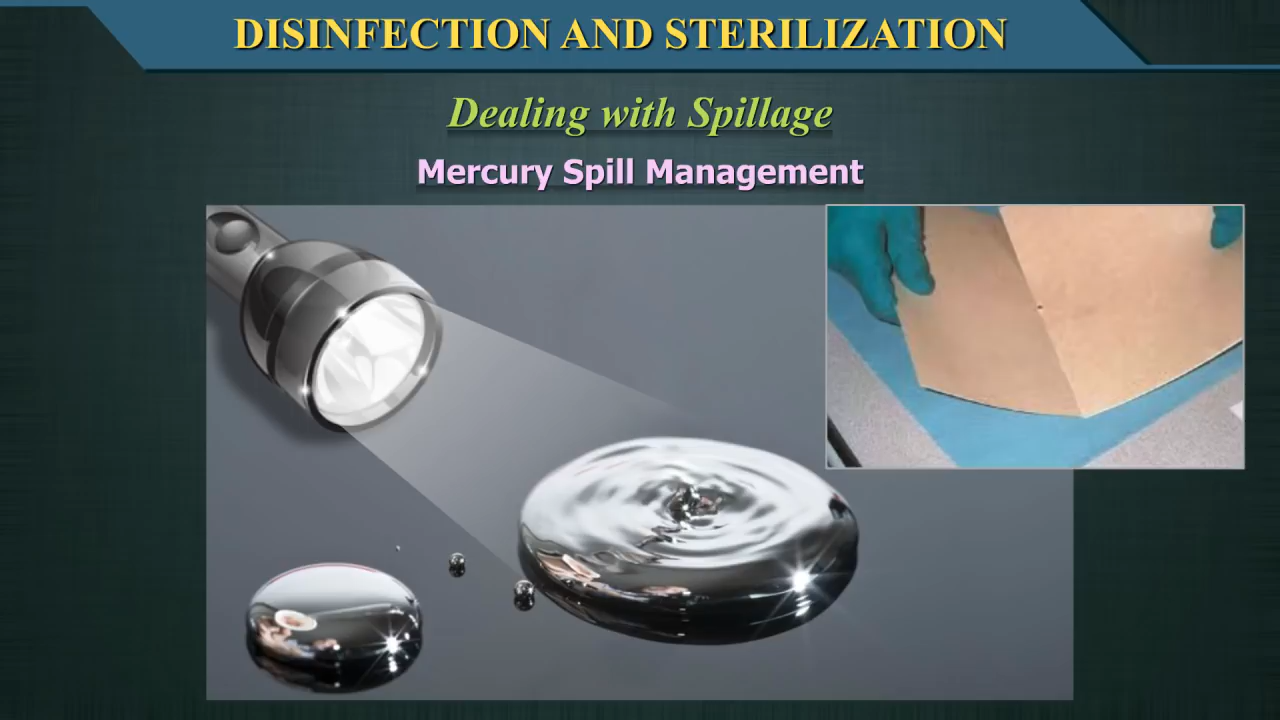 DISINFECTION AND STERILIZATION
Dealing with Spillage
Mercury Spill Management